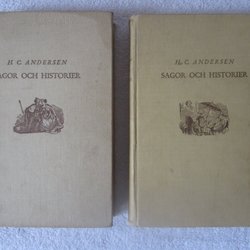 H. C. ANDERSEN
SAGOR OCH HISTORIER
H. C. ANDERSEN
SAGOR OCH HISTORIER